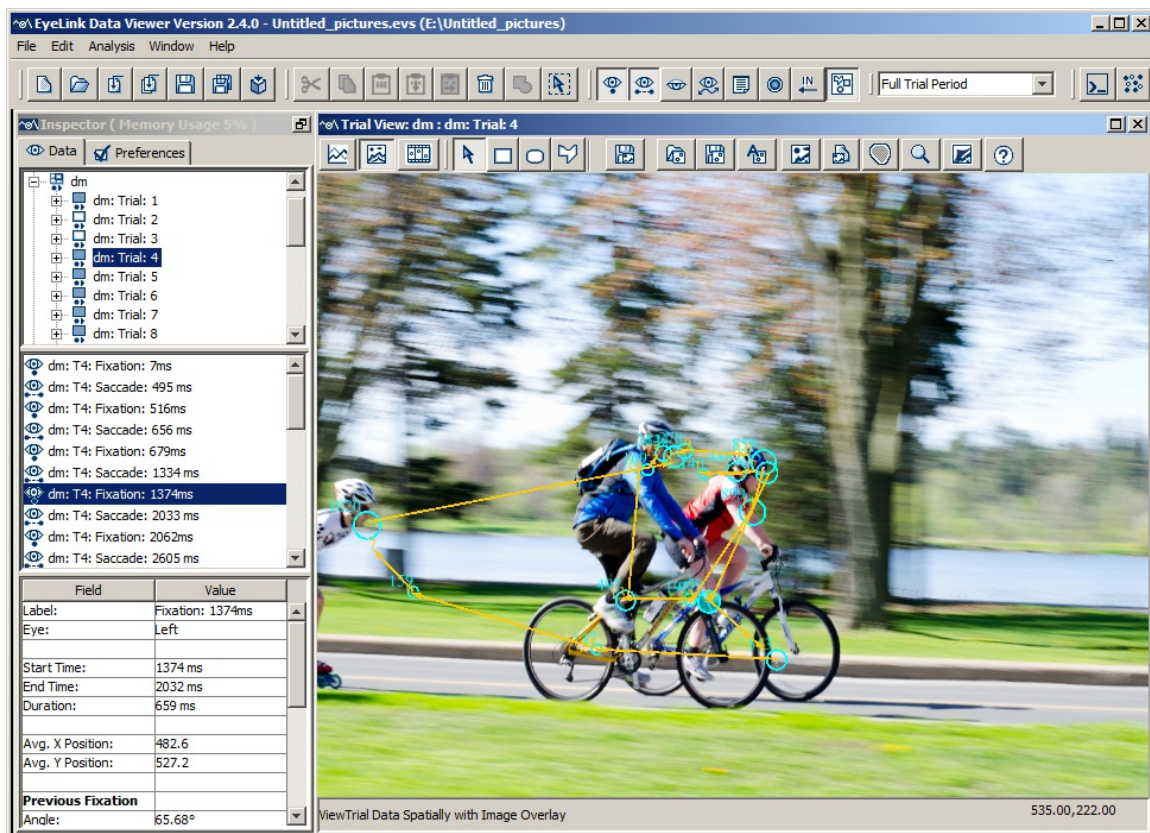 EyeLink Data Viewer Version 2.4.0 - Untitled_pictures.evs (E:\Untitled_pictures)
File Edit Analysis Window Help
IN
Full Trial Period
Inspector ( Memory Usage 5% )
Trial View: dm : dm: Trial: 4
Data
Preferences
dm
dm: Trial: 1
dm: Trial: 2
dm: Trial: 3
dm: Trial: 4
dm: Trial: 5
dm: Trial: 6
dm: Trial: 7
dm: Trial: 8
dm: T4: Fixation: 7ms
dm: T4: Saccade: 495 ms
dm: T4: Fixation: 516ms
dm: T4: Saccade: 656 ms
dm: T4: Fixation: 679ms
dm: T4: Saccade: 1334 ms
dm: T4: Fixation: 1374ms
dm: T4: Saccade: 2033 ms
dm: T4: Fixation: 2062ms
dm: T4: Saccade: 2605 ms
Field Value
Label: Fixation: 1374ms
Eye: Left
Start Time: 1374 ms
End Time: 2032 ms
Duration: 659 ms
Avg. X Position: 482.6
Avg. Y Position: 527.2
Previous Fixation
Angle: 65.68°
159
ViewTrial Data Spatially with Image Overlay
535.00,222.00